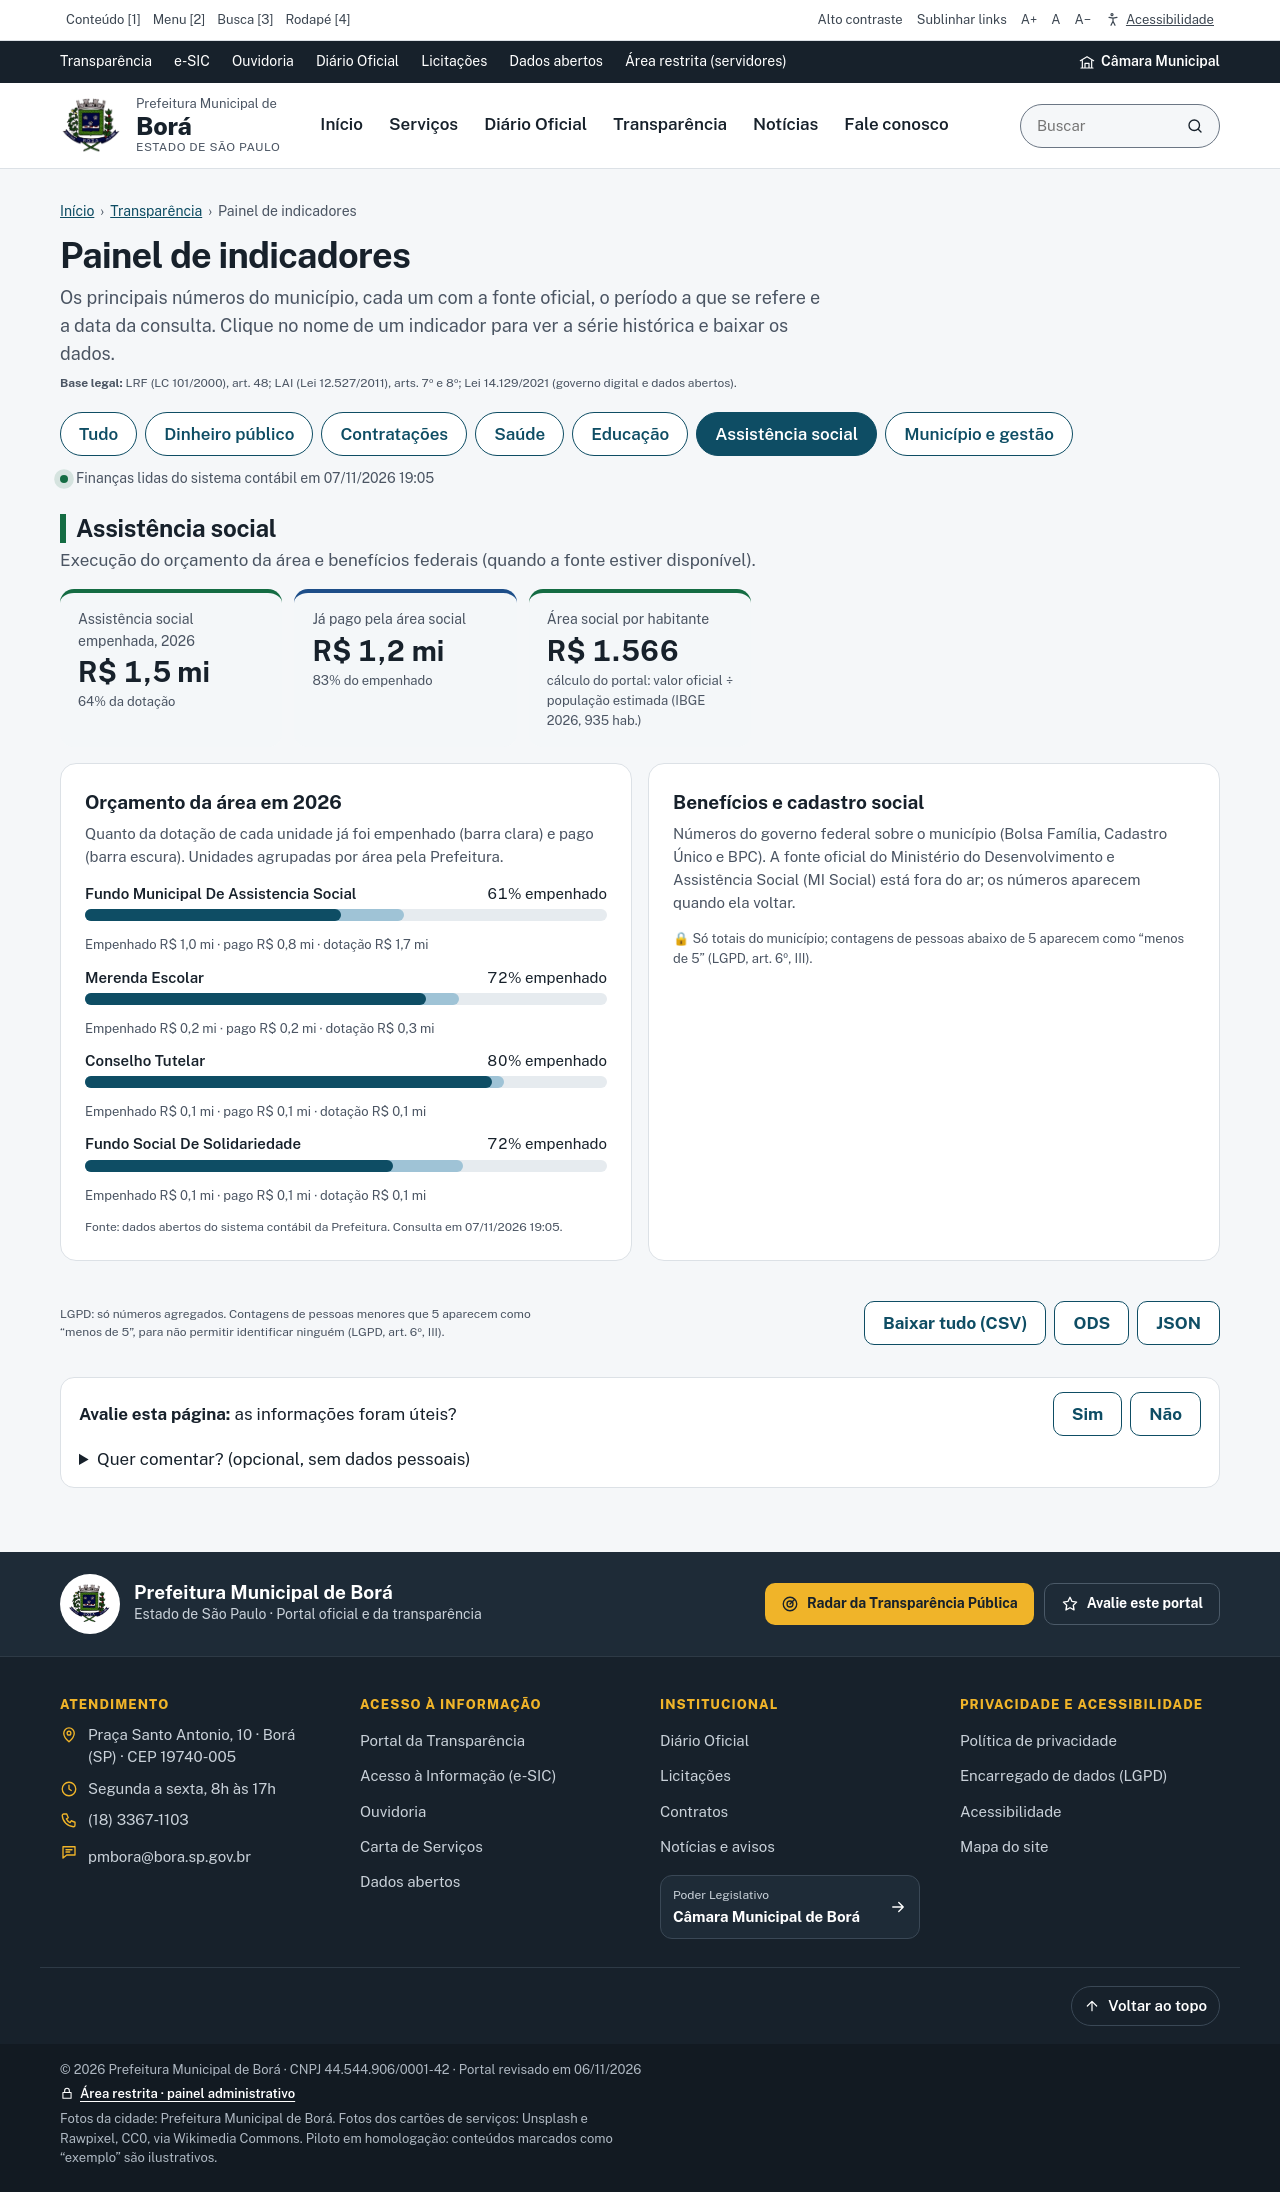 Conteúdo [1] Menu [2] Busca [3] Rodapé [4] Alto contraste Sublinhar links A+ A A− Acessibilidade
Transparência e-SIC Ouvidoria Diário Oficial Licitações Dados abertos Área restrita (servidores) Câmara Municipal
Prefeitura Municipal de
Borá
ESTADO DE SÃO PAULO
Início Serviços Diário Oficial Transparência Notícias Fale conosco Buscar
Início › Transparência › Painel de indicadores
Painel de indicadores
Os principais números do município, cada um com a fonte oficial, o período a que se refere e
a data da consulta. Clique no nome de um indicador para ver a série histórica e baixar os
dados.
Base legal: LRF (LC 101/2000), art. 48; LAI (Lei 12.527/2011), arts. 7º e 8º; Lei 14.129/2021 (governo digital e dados abertos).
Tudo Dinheiro público Contratações Saúde Educação Assistência social Município e gestão
Finanças lidas do sistema contábil em 07/11/2026 19:05
Assistência social
Execução do orçamento da área e benefícios federais (quando a fonte estiver disponível).
Assistência social
empenhada, 2026
R$ 1,5 mi
64% da dotação
Já pago pela área social
R$ 1,2 mi
83% do empenhado
Área social por habitante
R$ 1.566
cálculo do portal: valor oficial ÷
população estimada (IBGE
2026, 935 hab.)
Orçamento da área em 2026
Quanto da dotação de cada unidade já foi empenhado (barra clara) e pago
(barra escura). Unidades agrupadas por área pela Prefeitura.
Fundo Municipal De Assistencia Social 61% empenhado
Empenhado R$ 1,0 mi · pago R$ 0,8 mi · dotação R$ 1,7 mi
Merenda Escolar 72% empenhado
Empenhado R$ 0,2 mi · pago R$ 0,2 mi · dotação R$ 0,3 mi
Conselho Tutelar 80% empenhado
Empenhado R$ 0,1 mi · pago R$ 0,1 mi · dotação R$ 0,1 mi
Fundo Social De Solidariedade 72% empenhado
Empenhado R$ 0,1 mi · pago R$ 0,1 mi · dotação R$ 0,1 mi
Fonte: dados abertos do sistema contábil da Prefeitura. Consulta em 07/11/2026 19:05.
Benefícios e cadastro social
Números do governo federal sobre o município (Bolsa Família, Cadastro
Único e BPC). A fonte oficial do Ministério do Desenvolvimento e
Assistência Social (MI Social) está fora do ar; os números aparecem
quando ela voltar.
🔒 Só totais do município; contagens de pessoas abaixo de 5 aparecem como “menos
de 5” (LGPD, art. 6º, III).
LGPD: só números agregados. Contagens de pessoas menores que 5 aparecem como
“menos de 5”, para não permitir identificar ninguém (LGPD, art. 6º, III).
Baixar tudo (CSV) ODS JSON
Avalie esta página: as informações foram úteis? Sim Não
Quer comentar? (opcional, sem dados pessoais)
Prefeitura Municipal de Borá
Estado de São Paulo · Portal oficial e da transparência
Radar da Transparência Pública Avalie este portal
ATENDIMENTO
Praça Santo Antonio, 10 · Borá
(SP) · CEP 19740-005
Segunda a sexta, 8h às 17h
(18) 3367-1103
pmbora@bora.sp.gov.br
ACESSO À INFORMAÇÃO
Portal da Transparência
Acesso à Informação (e-SIC)
Ouvidoria
Carta de Serviços
Dados abertos
INSTITUCIONAL
Diário Oficial
Licitações
Contratos
Notícias e avisos
Poder Legislativo
Câmara Municipal de Borá
PRIVACIDADE E ACESSIBILIDADE
Política de privacidade
Encarregado de dados (LGPD)
Acessibilidade
Mapa do site
Voltar ao topo
© 2026 Prefeitura Municipal de Borá · CNPJ 44.544.906/0001-42 · Portal revisado em 06/11/2026
Área restrita · painel administrativo
Fotos da cidade: Prefeitura Municipal de Borá. Fotos dos cartões de serviços: Unsplash e
Rawpixel, CC0, via Wikimedia Commons. Piloto em homologação: conteúdos marcados como
“exemplo” são ilustrativos.